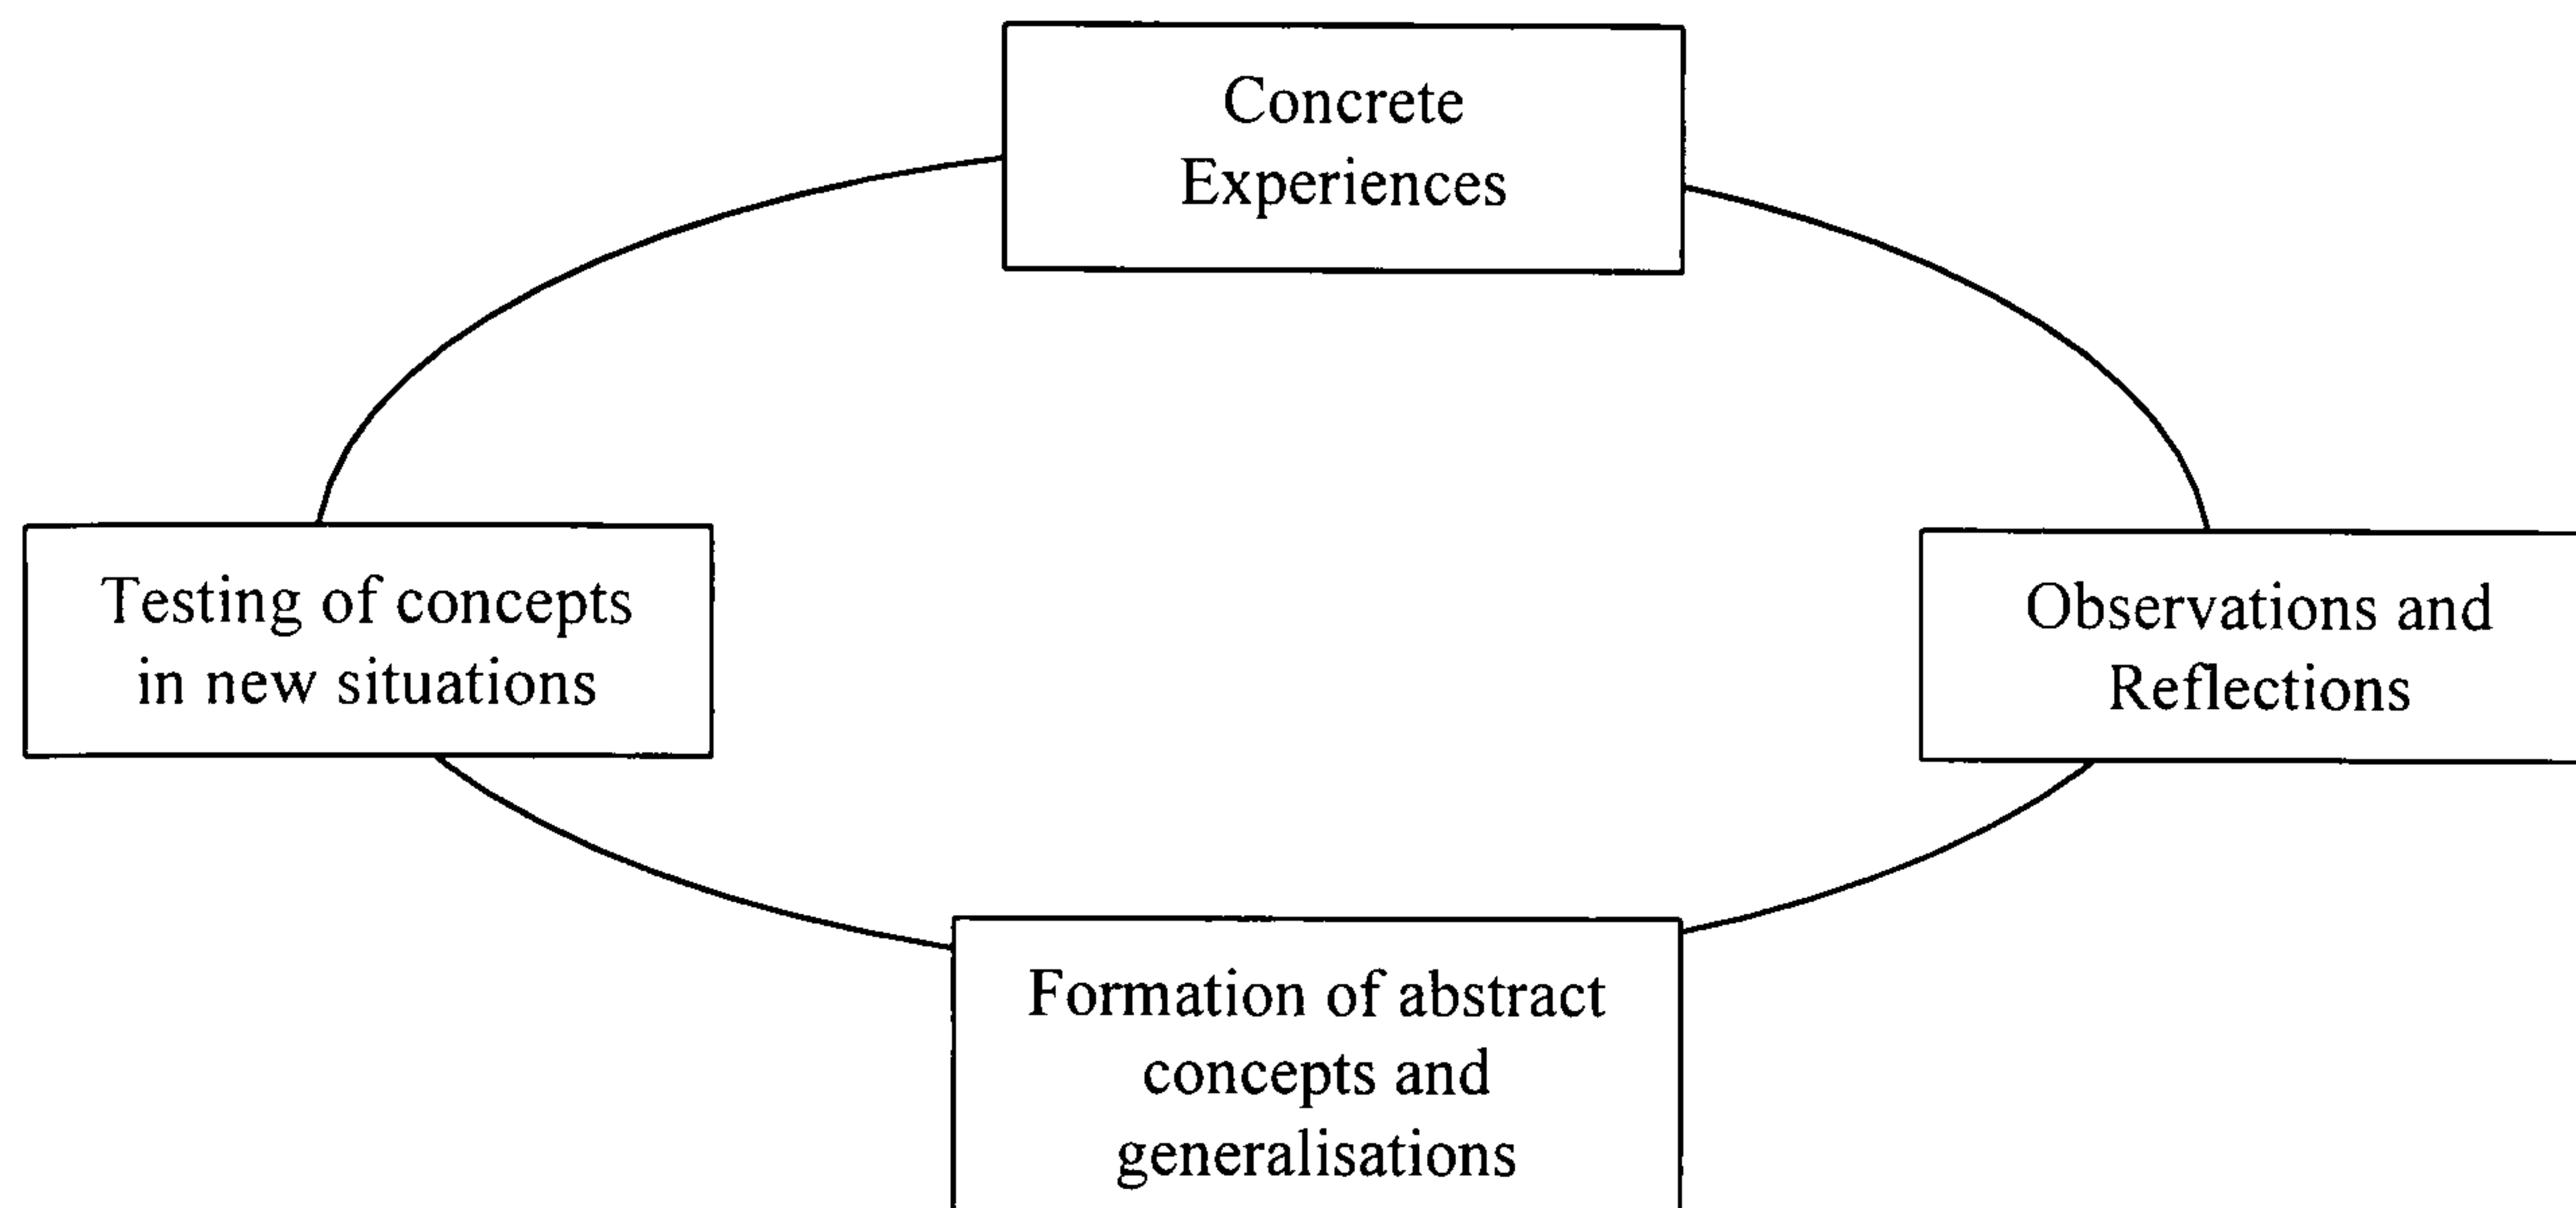 Concrete
Experiences
Testing of concepts
in new situations
Observations and
Reflections
Formation of abstract
concepts and
generalisations